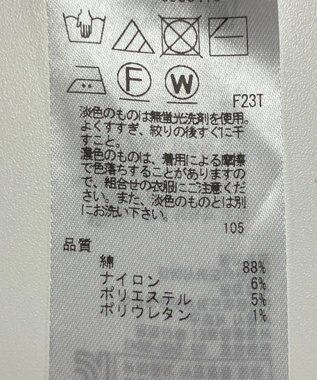 F
W
F23T
淡色のものは無蛍光洗剤を使用。
よくすすぎ、絞りの後すぐに干
すこと。
濃色のものは、着用による摩擦
で色落ちすることがありますの
で、組合せの衣服にご注意くだ
さい。また、淡色のものとは別
にお洗い下さい。
105
品質
綿 88%
ナイロン 6%
ポリエステル 5%
ポリウレタン 1%